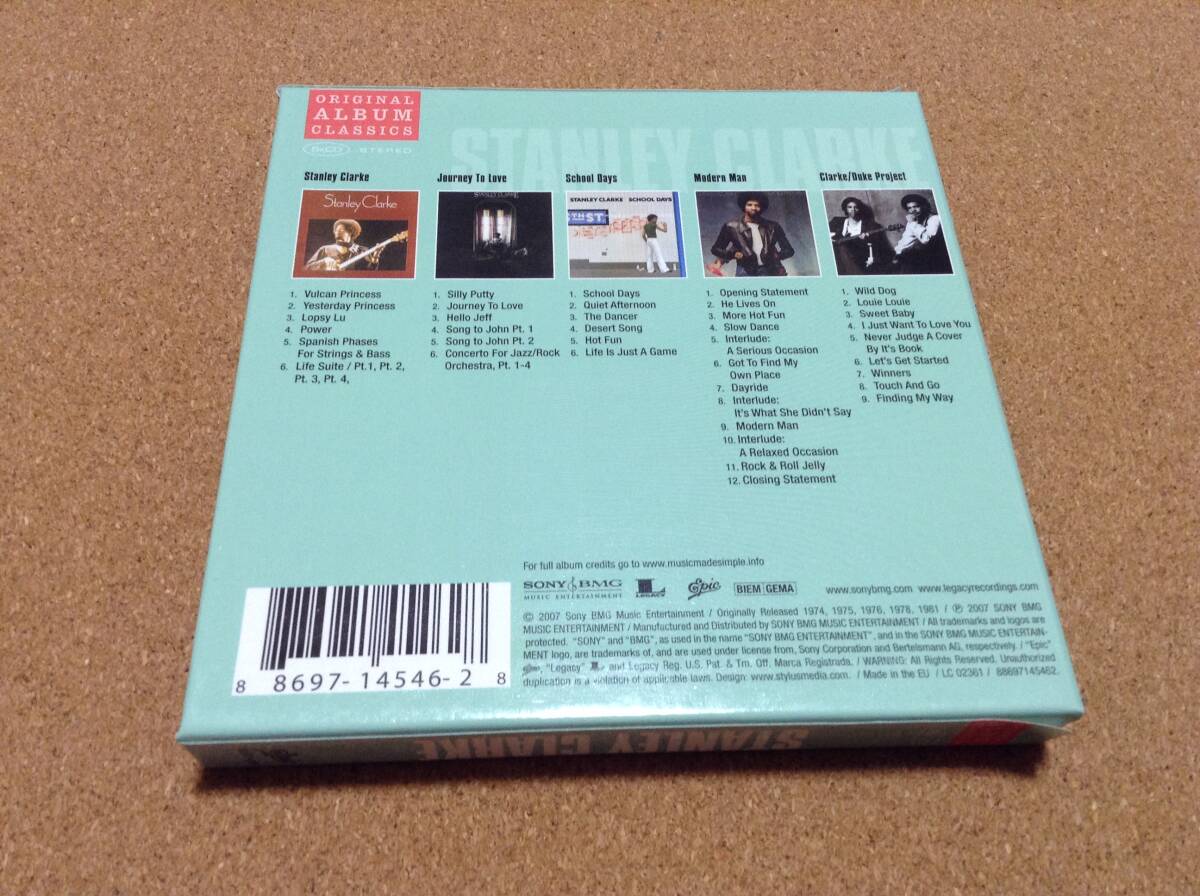 ORIGINAL
ALBUM
CLASSICS
5xCD STEREO
STANLEY CLARKE
Stanley Clarke
Stanley Clarke
1. Vulcan Princess
2. Yesterday Princess
3. Lopsy Lu
4. Power
5. Spanish Phases
For Strings & Bass
6. Life Suite / Pt.1, Pt. 2,
Pt. 3, Pt. 4,
Journey To Love
STANLEY CLARKE
1. Silly Putty
2. Journey To Love
3. Hello Jeff
4. Song to John Pt. 1
5. Song to John Pt. 2
6. Concerto For Jazz/Rock
Orchestra, Pt. 1-4
School Days
STANLEY CLARKE SCHOOL DAYS
TH ST.
1. School Days
2. Quiet Afternoon
3. The Dancer
4. Desert Song
5. Hot Fun
6. Life Is Just A Game
Modern Man
1. Opening Statement
2. He Lives On
3. More Hot Fun
4. Slow Dance
5. Interlude:
A Serious Occasion
6. Got To Find My
Own Place
7. Dayride
8. Interlude:
It's What She Didn't Say
9. Modern Man
10. Interlude:
A Relaxed Occasion
11. Rock & Roll Jelly
12. Closing Statement
Clarke/Duke Project
1. Wild Dog
2. Louie Louie
3. Sweet Baby
4. I Just Want To Love You
5. Never Judge A Cover
By It's Book
6. Let's Get Started
7. Winners
8. Touch And Go
9. Finding My Way
For full album credits go to www.musicmadesimple.info
SONY BMG
MUSIC ENTERTAINMENT
LEGACY
Epic
BIEM GEMA
www.sonybmg.com www.legacyrecordings.com
© 2007 Sony BMG Music Entertainment / Originally Released 1974, 1975, 1976, 1978, 1981 / ℗ 2007 SONY BMG
MUSIC ENTERTAINMENT / Manufactured and Distributed by SONY BMG MUSIC ENTERTAINMENT / All trademarks and logos are
protected. "SONY" and "BMG", as used in the name "SONY BMG ENTERTAINMENT", and in the SONY BMG MUSIC ENTERTAIN-
MENT logo, are trademarks of, and are used under license from, Sony Corporation and Bertelsmann AG, respectively. / "Epic"
, "Legacy" and Legacy Reg. U.S. Pat. & Tm. Off. Marca Registrada. / WARNING: All Rights Reserved. Unauthorized
duplication is a violation of applicable laws. Design: www.stylusmedia.com. / Made in the EU / LC 02361 / 88697145462.
8 8697-14546-2 8
STANLEY CLARKE